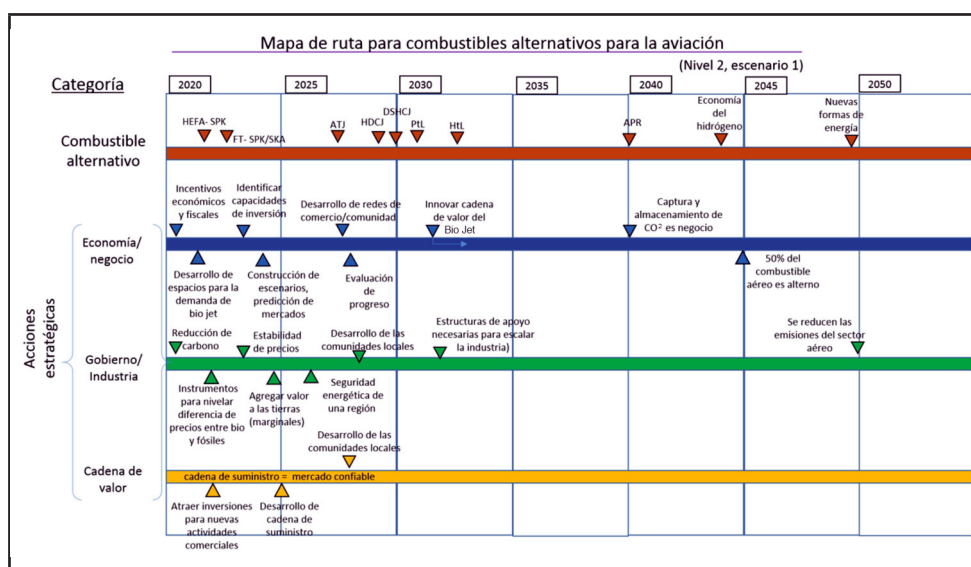 Mapa de ruta para combustibles alternativos para la aviación
(Nivel 2, escenario 1)
Categoría
2020
2025
2030
2035
2040
2045
2050
Combustible
alternativo
HEFA- SPK
FT- SPK/SKA
ATJ
HDCJ
DSHCJ
PtL
HtL
APR
Economía
del
hidrógeno
Nuevas
formas de
energía
Acciones
estratégicas
Economía/
negocio
Incentivos
económicos
y fiscales
Identificar
capacidades
de inversión
Desarrollo de redes de
comercio/comunidad
Innovar cadena
de valor del
Bio Jet
Captura y
almacenamiento de
CO² es negocio
Desarrollo de
espacios para la
demanda de
bio jet
Construcción de
escenarios,
predicción de
mercados
Evaluación
de
progreso
50% del
combustible
aéreo es alterno
Gobierno/
Industria
Reducción de
carbono
Estabilidad
de precios
Desarrollo de las
comunidades locales
Estructuras de apoyo
necesarias para escalar
la industria)
Se reducen las
emisiones del sector
aéreo
Instrumentos
para nivelar
diferencia de
precios entre bio
y fósiles
Agregar valor
a las tierras
(marginales)
Seguridad
energética de
una región
Cadena de
valor
Desarrollo de las
comunidades locales
cadena de suministro = mercado confiable
Atraer inversiones
para nuevas
actividades
comerciales
Desarrollo de
cadena de
suministro